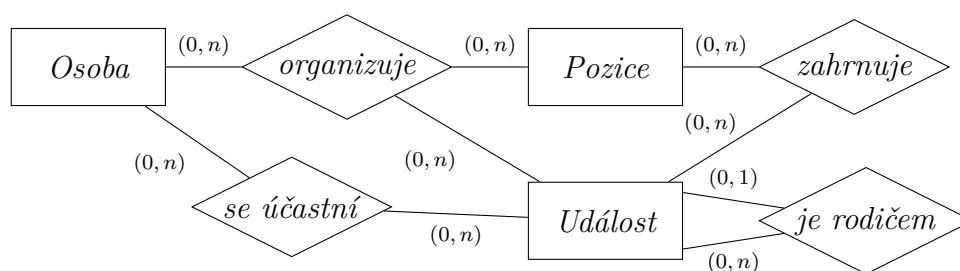 (0, n) (0, n) (0, n)
Osoba organizuje Pozice zahrnuje
(0, n)
(0, n) (0, n)
(0, 1)
se účastní Událost je rodičem
(0, n)
(0, n)